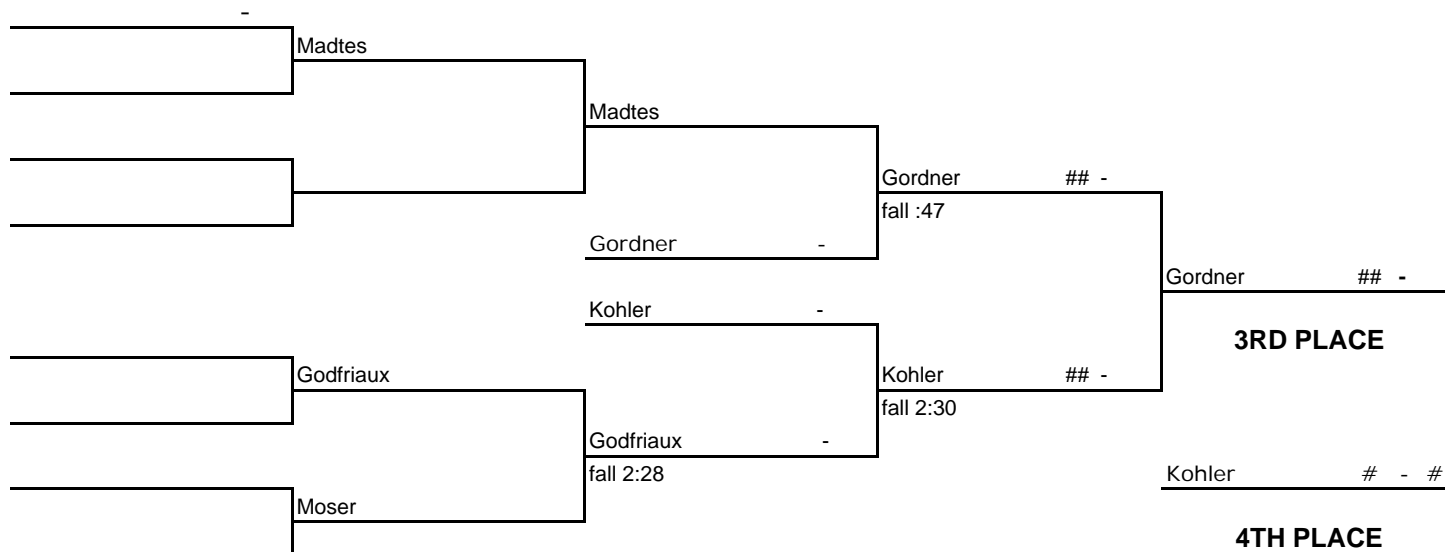 -
Madtes
Madtes
Gordner ## -
fall :47
Gordner -
Gordner ## -
Kohler -
3RD PLACE
Godfriaux
Kohler ## -
fall 2:30
Godfriaux -
fall 2:28
Kohler # - #
Moser
4TH PLACE